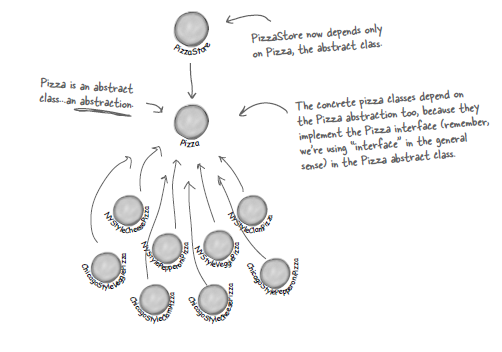 PizzaStore
PizzaStore now depends only
on Pizza, the abstract class.
Pizza is an abstract
class...an abstraction.
Pizza
The concrete pizza classes depend on
the Pizza abstraction too, because they
implement the Pizza interface (remember,
we're using "interface" in the general
sense) in the Pizza abstract class.
NYStyleCheesePizza
NYStyleClamPizza
NYStylePepperoniPizza
NYStyleVeggiePizza
ChicagoStyleVeggiePizza
ChicagoStylePepperoniPizza
ChicagoStyleClamPizza
ChicagoStyleCheesePizza